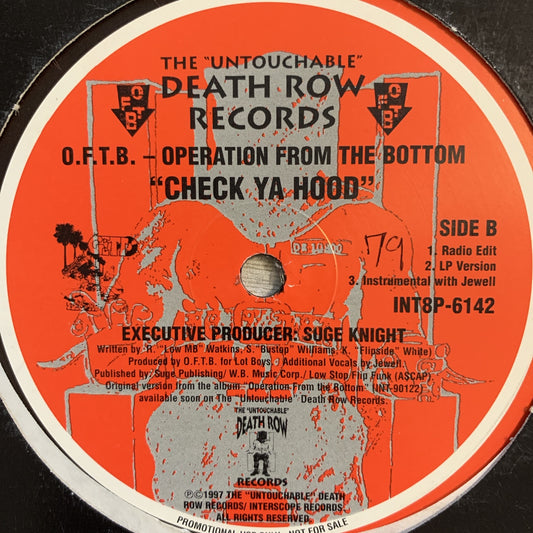 THE "UNTOUCHABLE"
DEATH ROW
RECORDS
O.F.T.B.
O.F.T.B.
O.F.T.B. – OPERATION FROM THE BOTTOM
"CHECK YA HOOD"
SIDE B
79
1. Radio Edit
2. LP Version
3. Instrumental with Jewell
INT8P-6142
EXECUTIVE PRODUCER: SUGE KNIGHT
Written by: R. "Low MB" Watkins, S. "Bustop" Williams, K. "Flipside" White)
Produced by O.F.T.B. for Lot Boys. - Additional Vocals by Jewell.
Published by: Suge Publishing/ W.B. Music Corp./ Low Stop/Flip Funk (ASCAP)
Original version from the album "Operation From the Bottom" (INT-90122)
available soon on The "Untouchable" Death Row Records.
THE "UNTOUCHABLE"
DEATH ROW
RECORDS
℗©1997 THE "UNTOUCHABLE" DEATH
ROW RECORDS/ INTERSCOPE RECORDS.
ALL RIGHTS RESERVED.
PROMOTIONAL USE ONLY - NOT FOR SALE